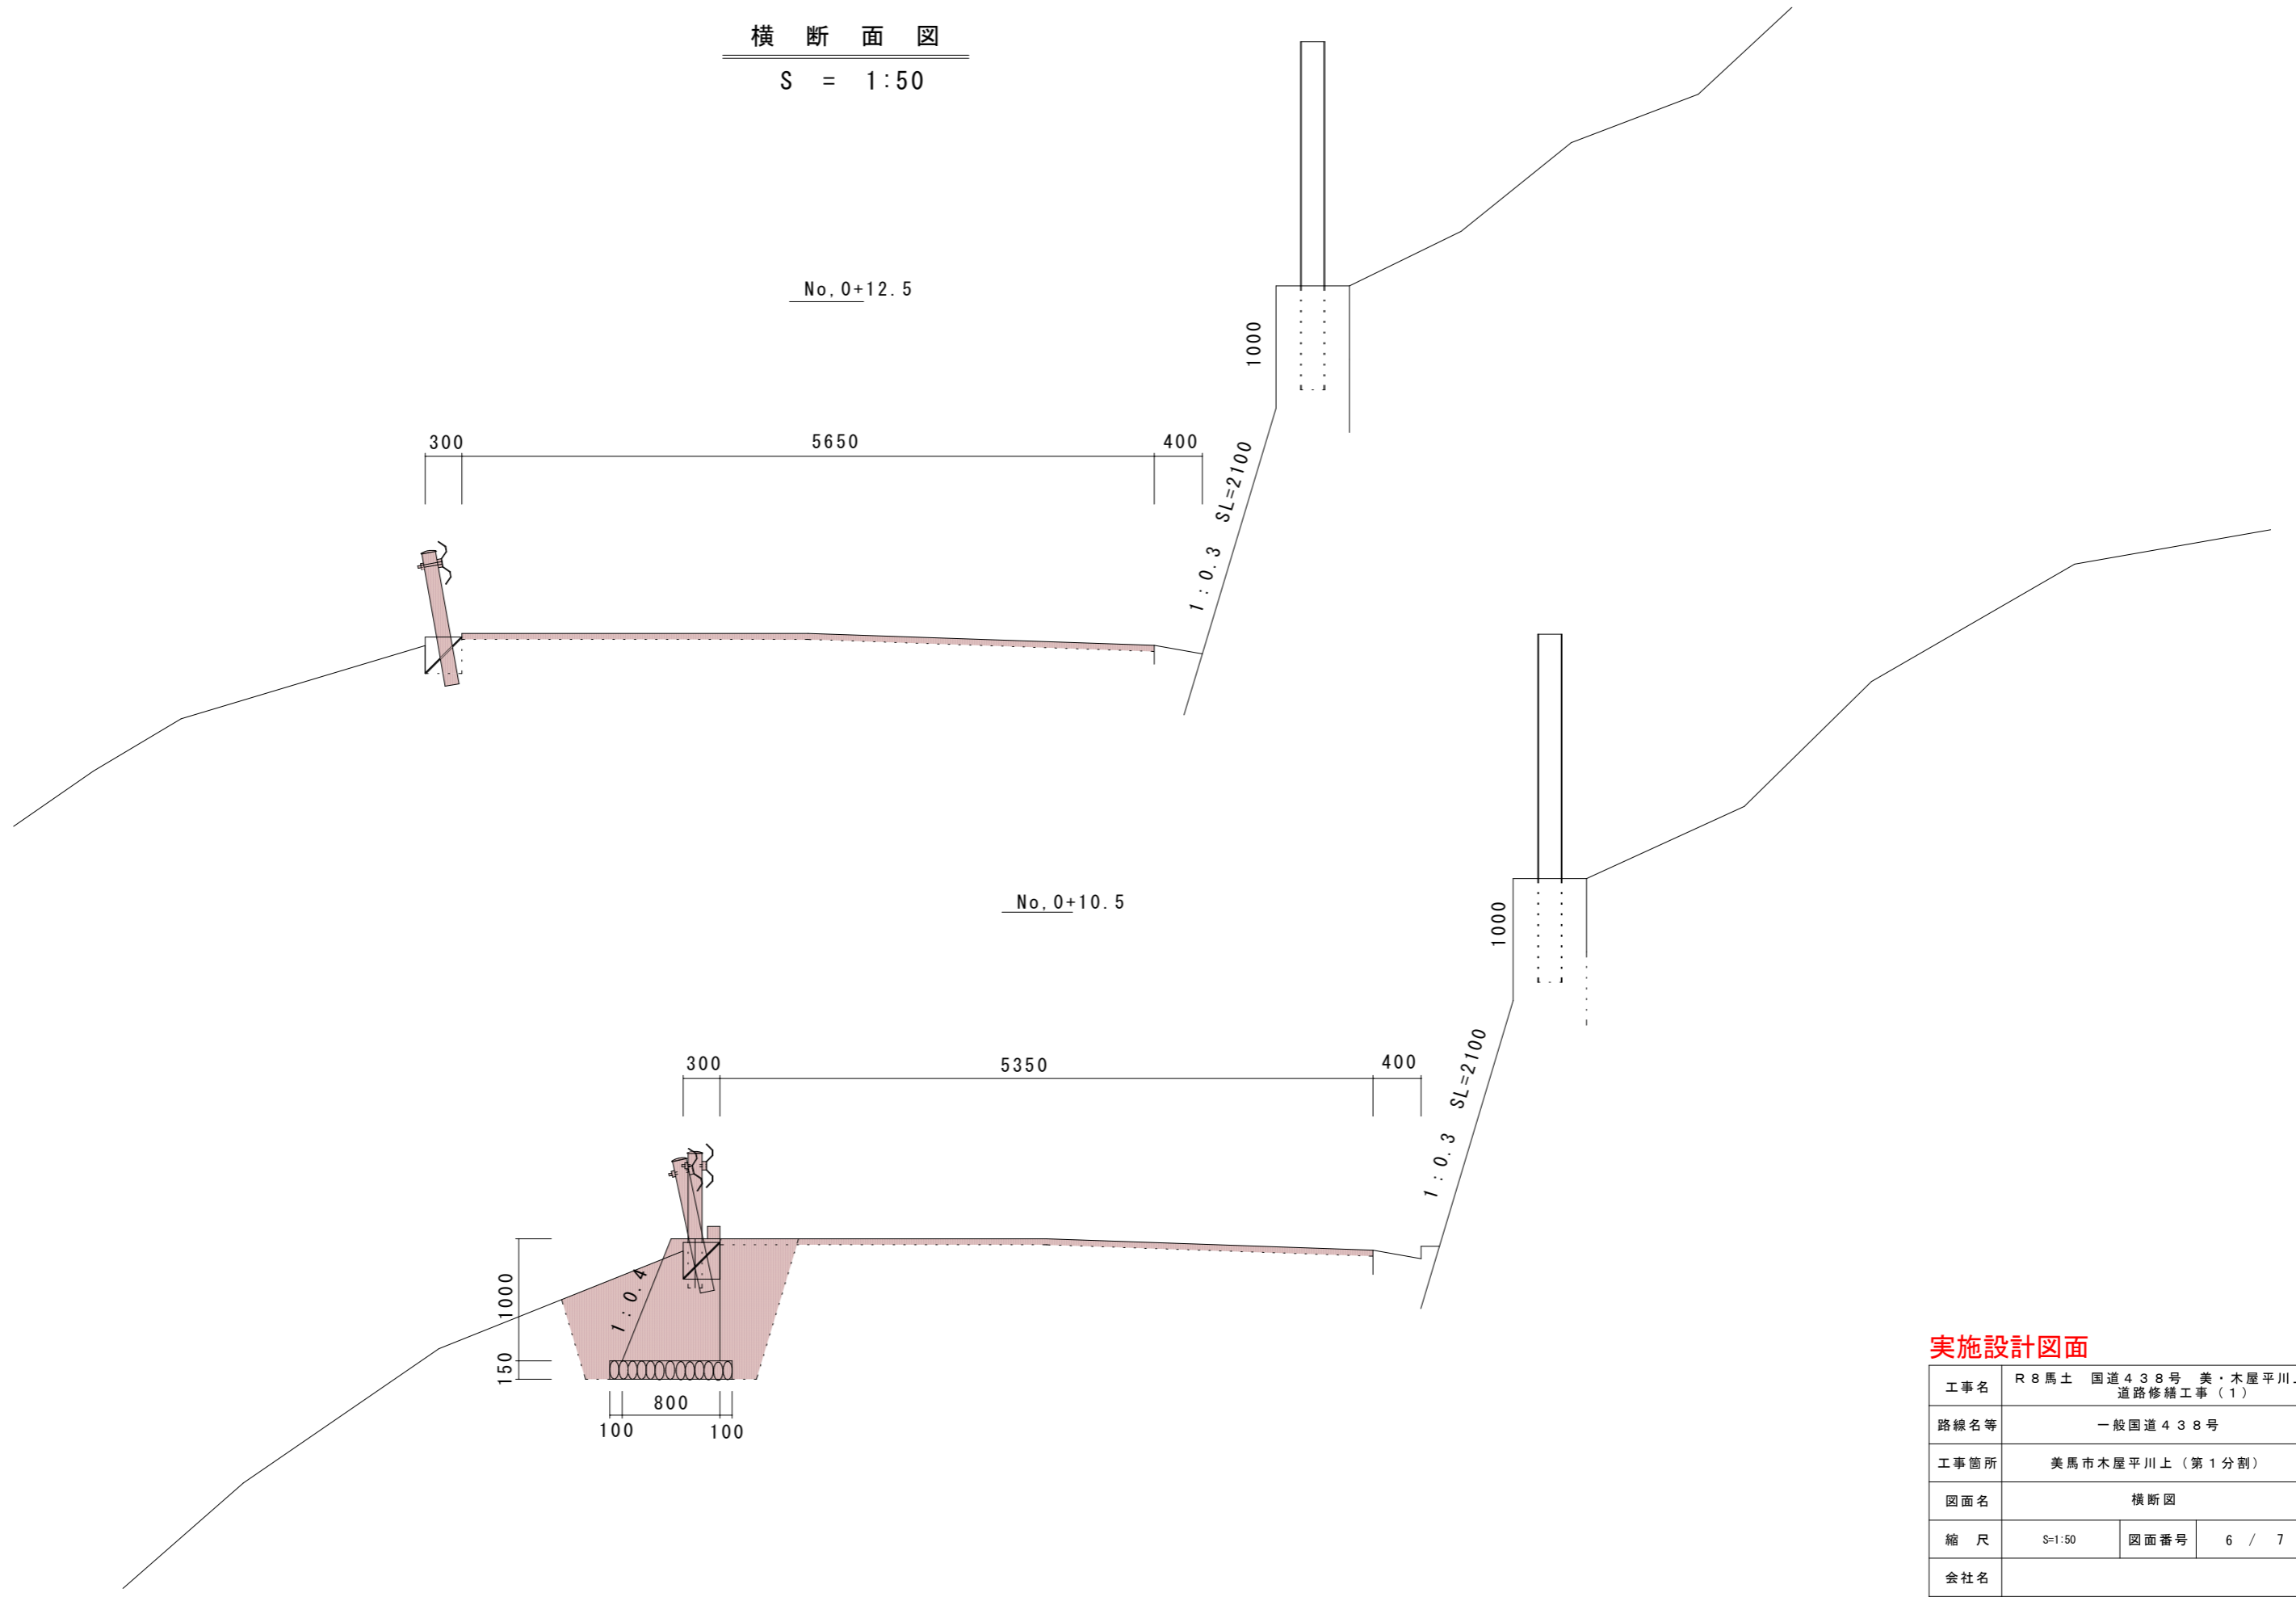 横 断 面 図
S = 1:50
No,0+12.5
1000
300
5650
400
1:0.3 SL=2100
No,0+10.5
1000
300
5350
400
1:0.3 SL=2100
1:0.4
1000
150
800
100
100
実施設計図面
工事名
R8馬土 国道438号 美・木屋平川
道路修繕工事(1)
路線名等
一般国道438号
工事箇所
美馬市木屋平川上(第1分割)
図面名
横断図
縮 尺
S=1:50
図面番号
6 / 7
会社名